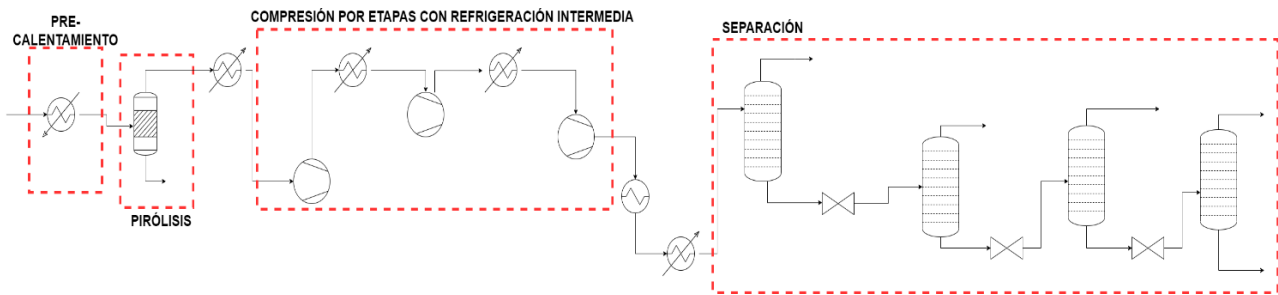 PRE-
CALENTAMIENTO
COMPRESIÓN POR ETAPAS CON REFRIGERACIÓN INTERMEDIA
SEPARACIÓN
PIRÓLISIS